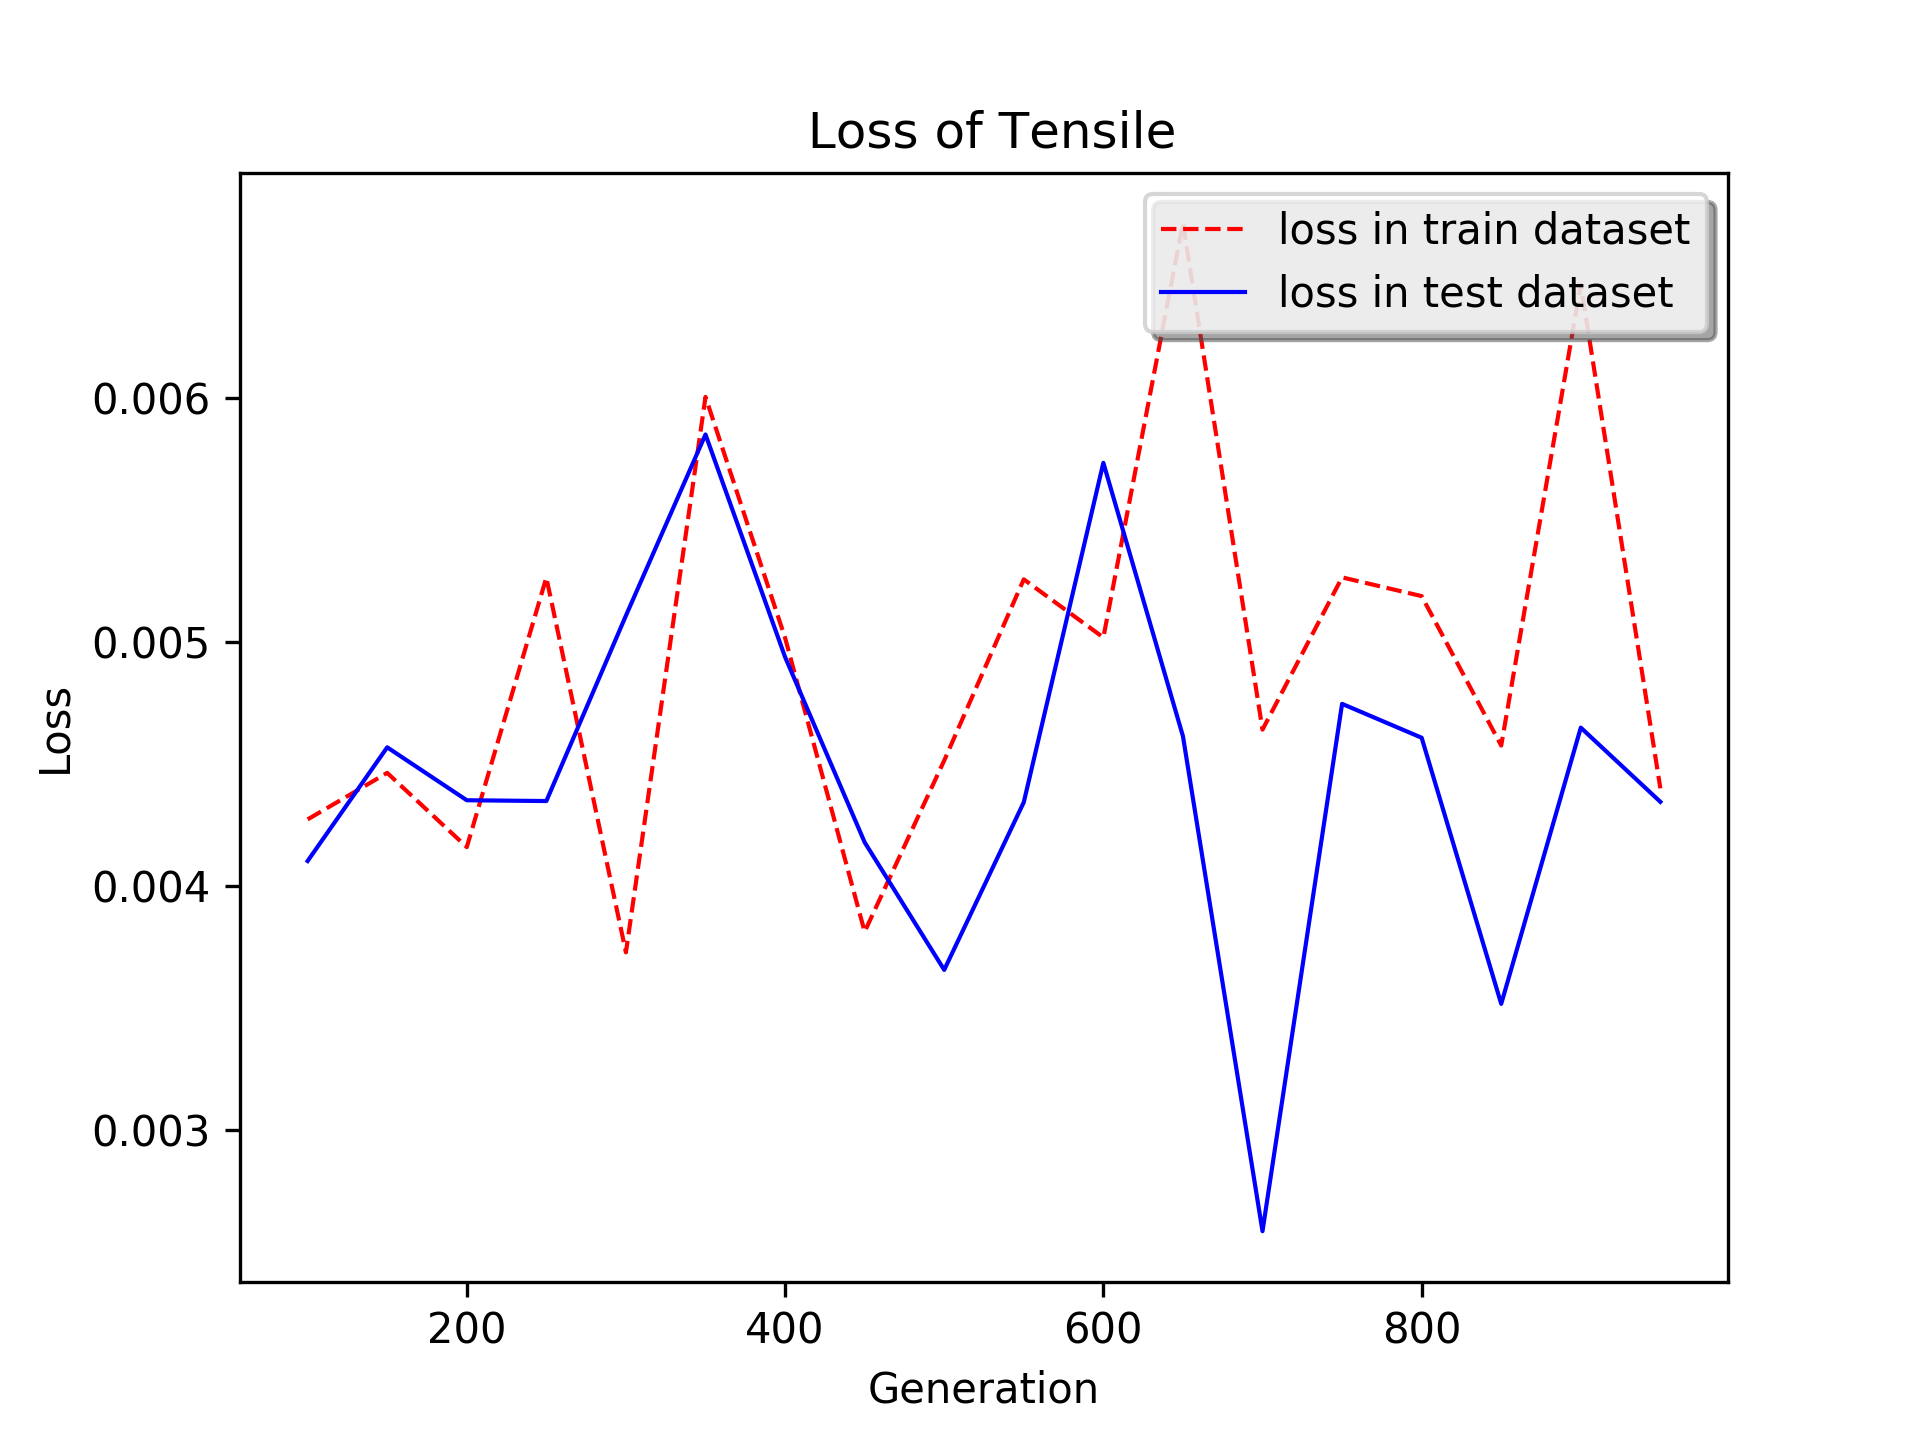 Loss of Tensile
loss in train dataset
loss in test dataset
0.006
0.005
0.004
0.003
Loss
200 400 600 800
Generation